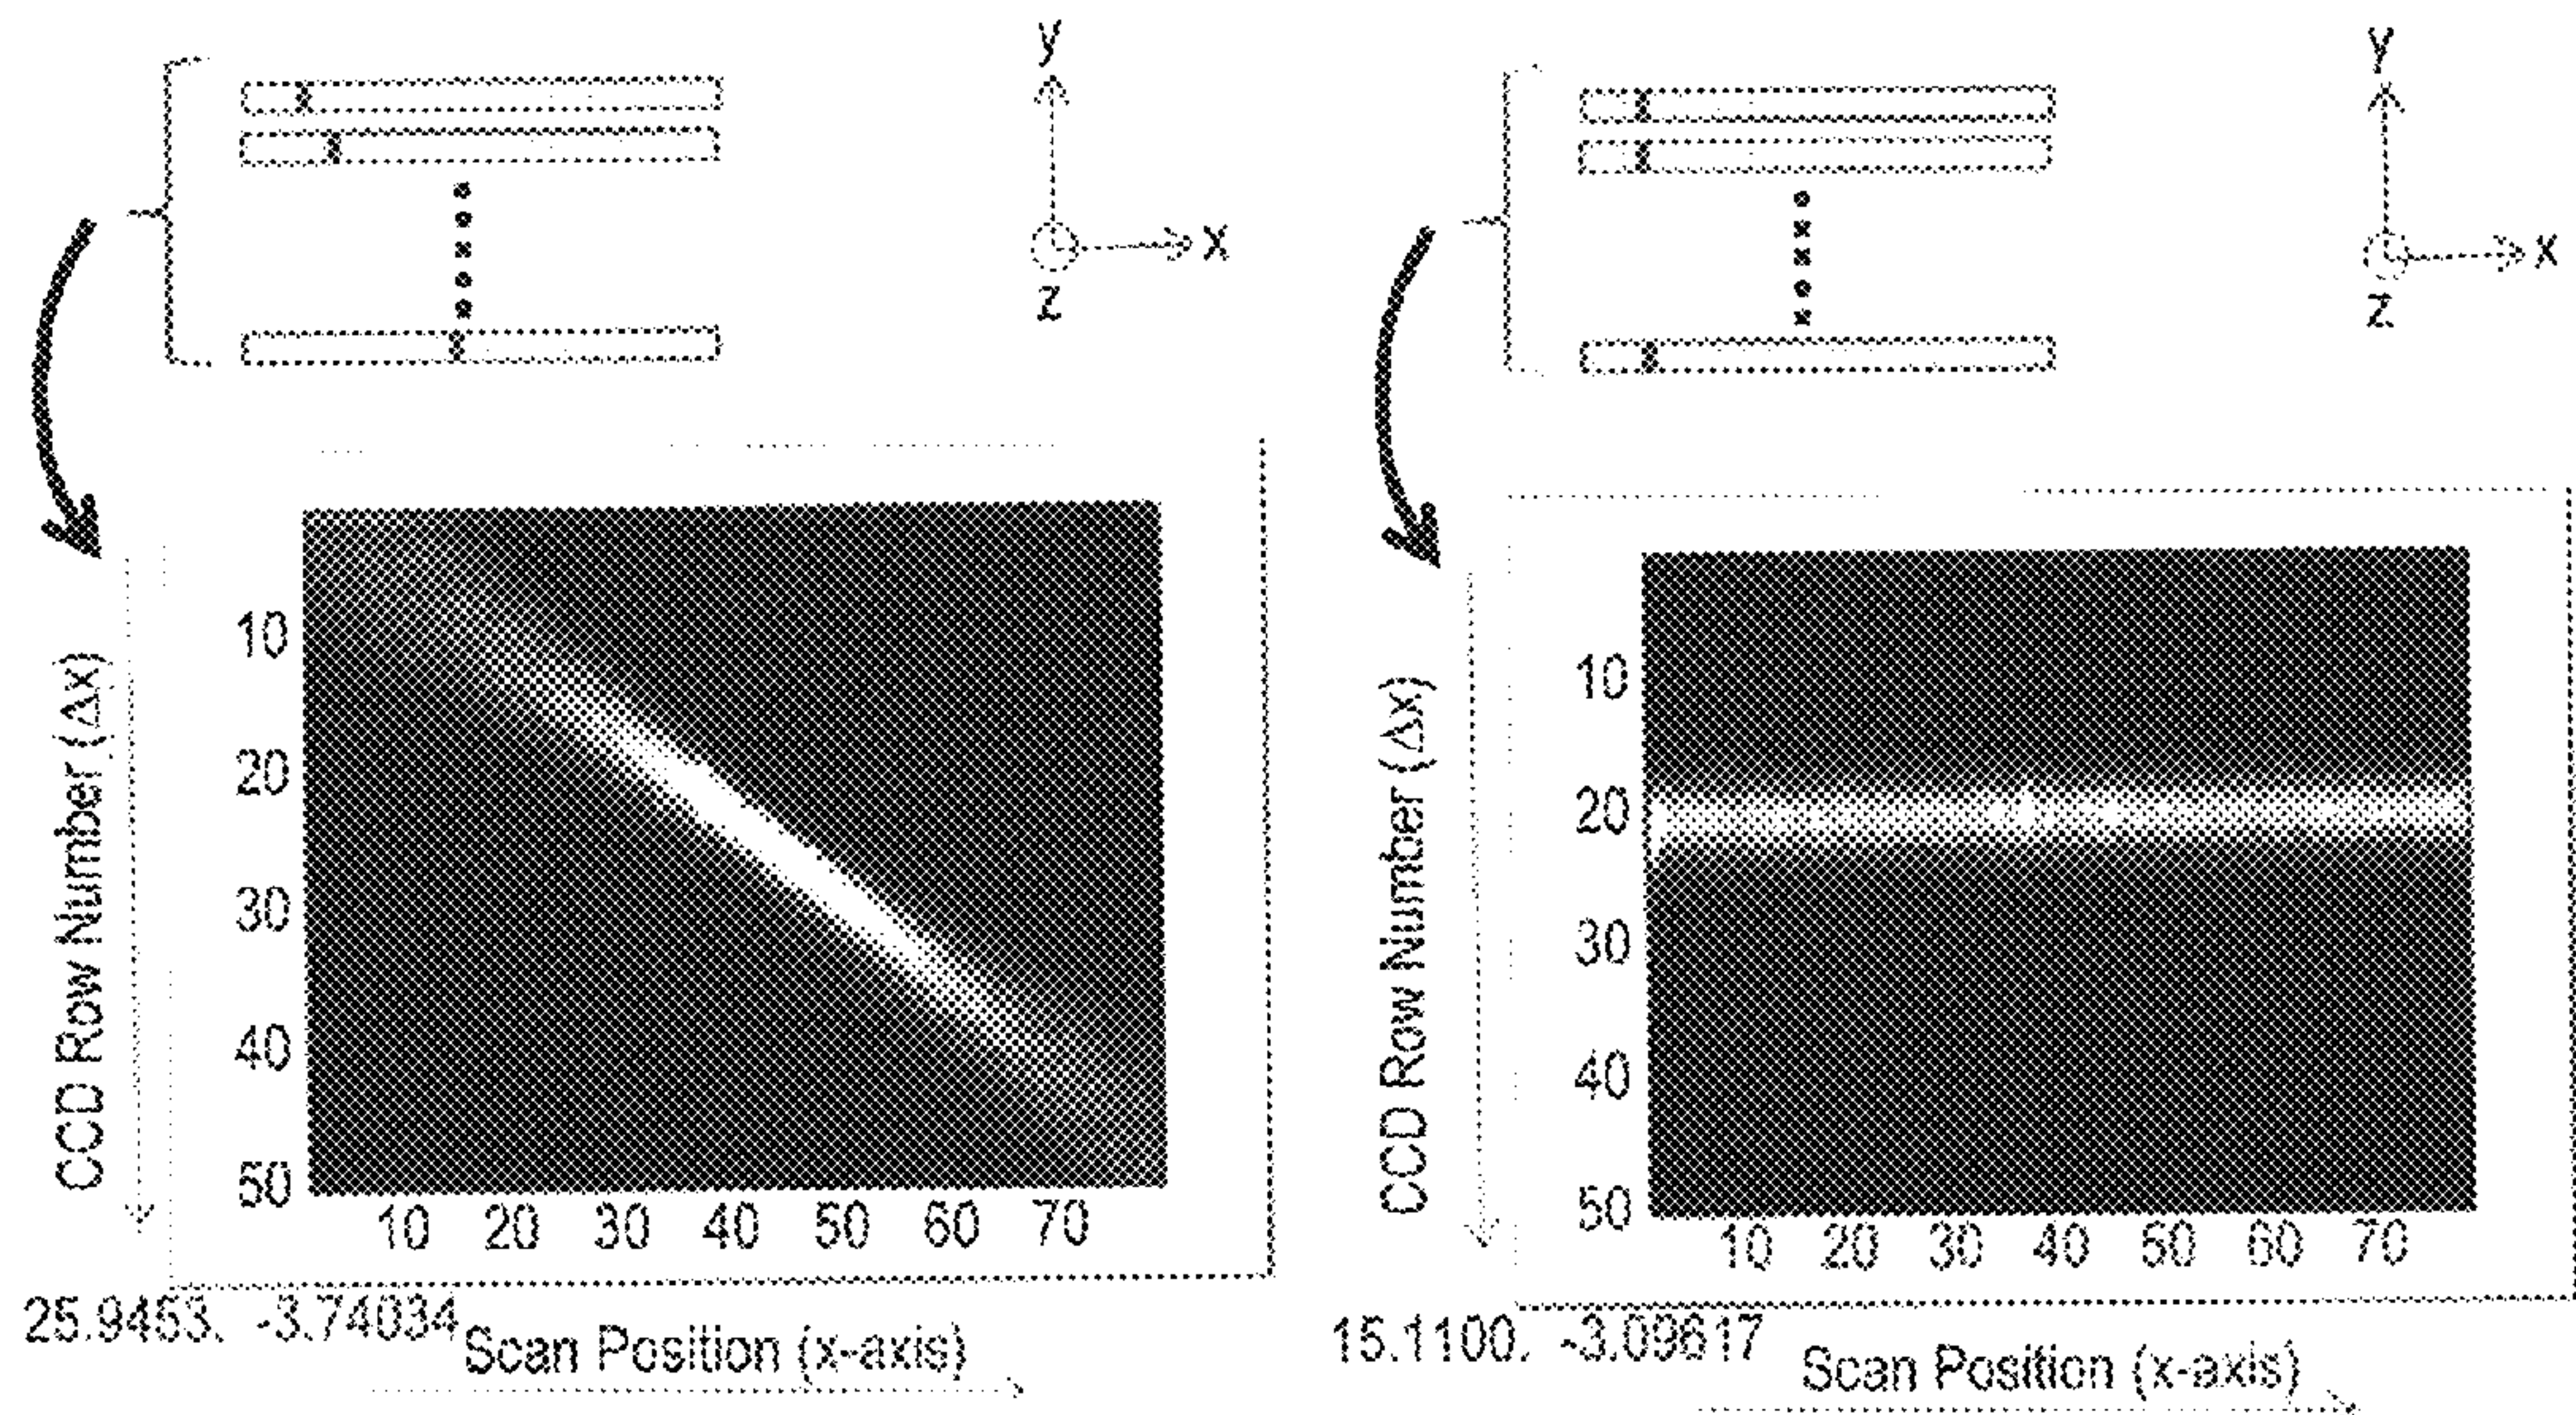 y
x
z
CCD Row Number (Δx)
10
20
30
40
50
10 20 30 40 50 60 70
25.9453. -3.74034
Scan Position (x-axis)
y
x
z
CCD Row Number (Δx)
10
20
30
40
50
10 20 30 40 50 60 70
15.1100. -3.09617
Scan Position (x-axis)